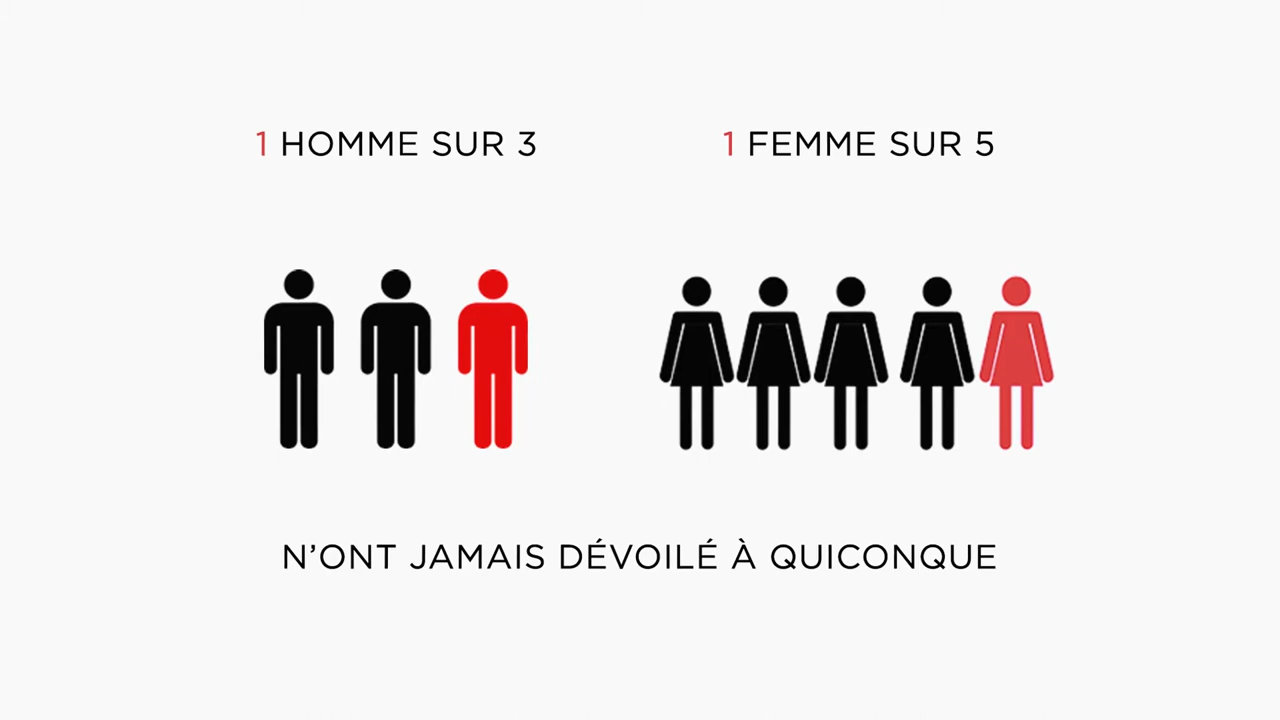 1 HOMME SUR 3
1 FEMME SUR 5
N’ONT JAMAIS DÉVOILÉ À QUICONQUE